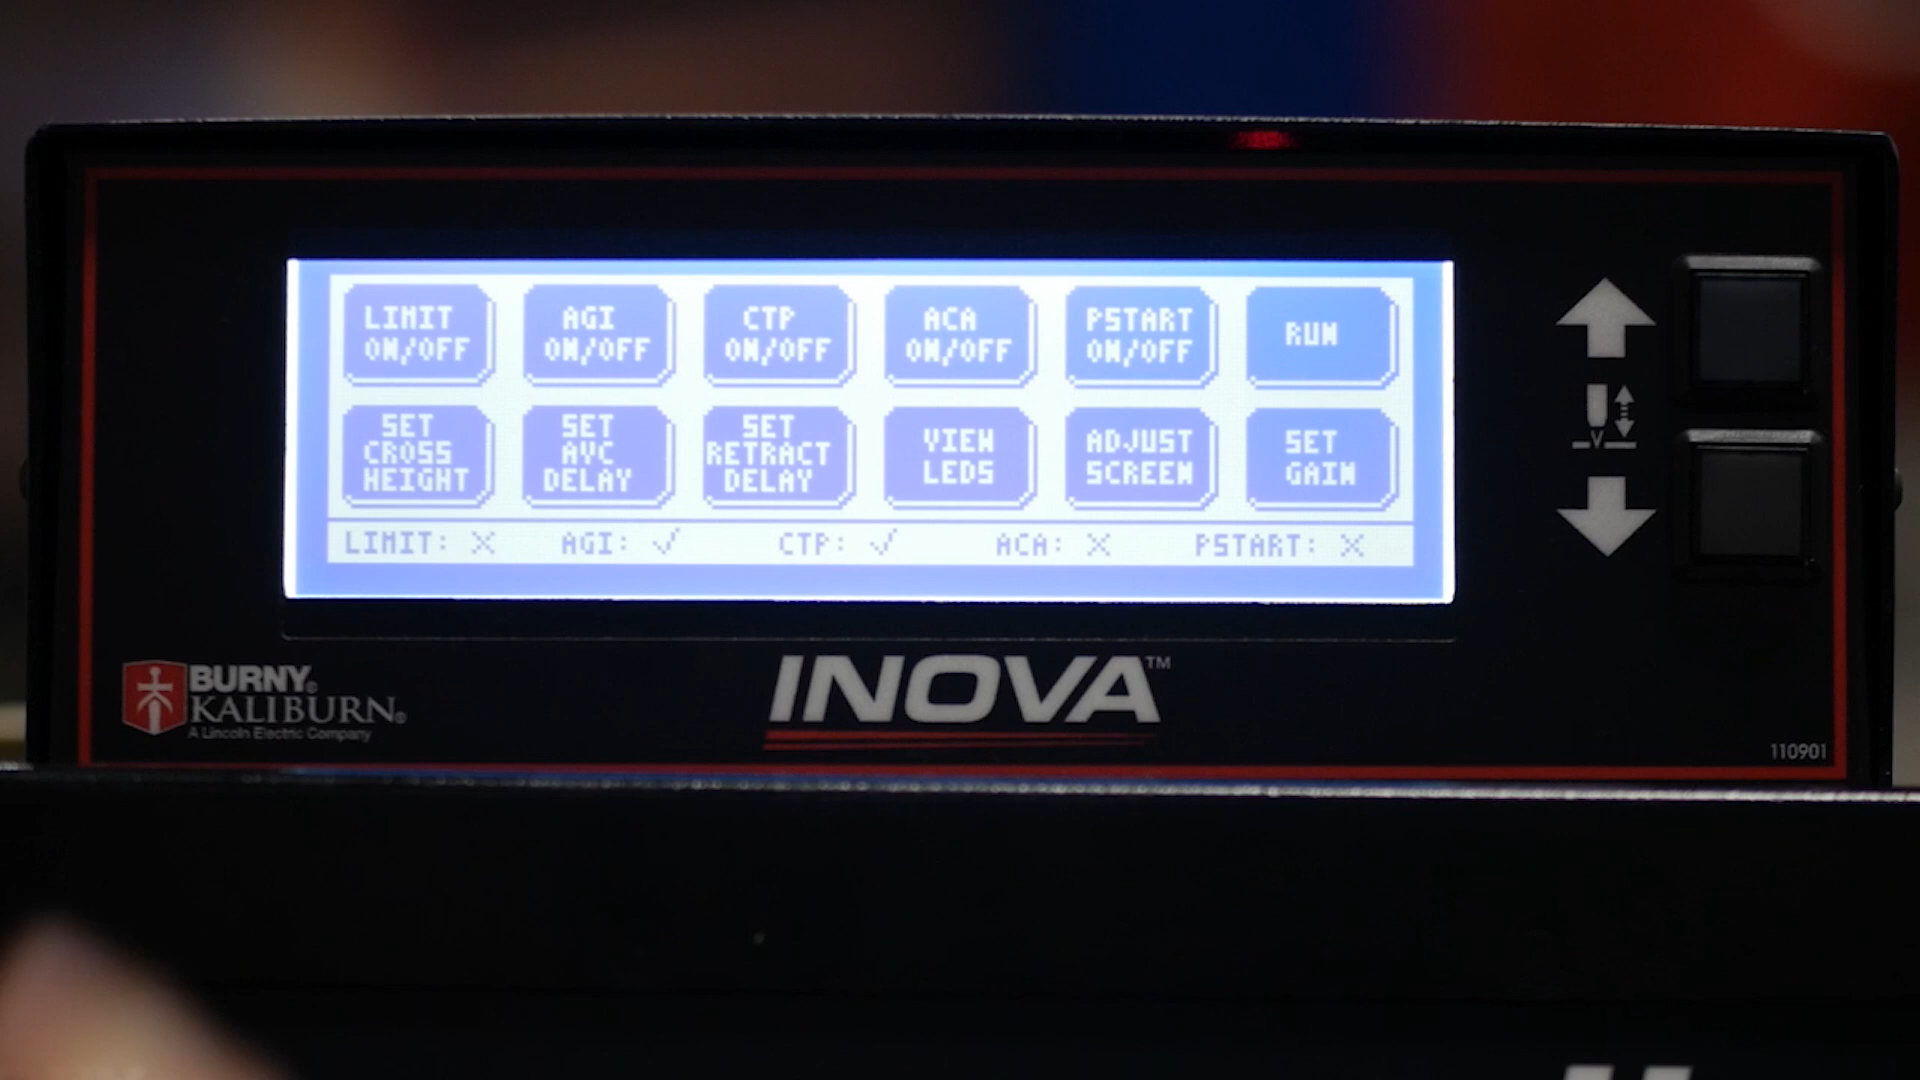 LIMIT ON/OFF
AGI ON/OFF
CTP ON/OFF
ACA ON/OFF
PSTART ON/OFF
RUN
SET CROSS HEIGHT
SET AVC DELAY
SET RETRACT DELAY
VIEW LEDS
ADJUST SCREEN
SET GAIN
LIMIT: X AGI: ✓ CTP: ✓ ACA: X PSTART: X
BURNY®
KALIBURN®
A Lincoln Electric Company
INOVA™
110901